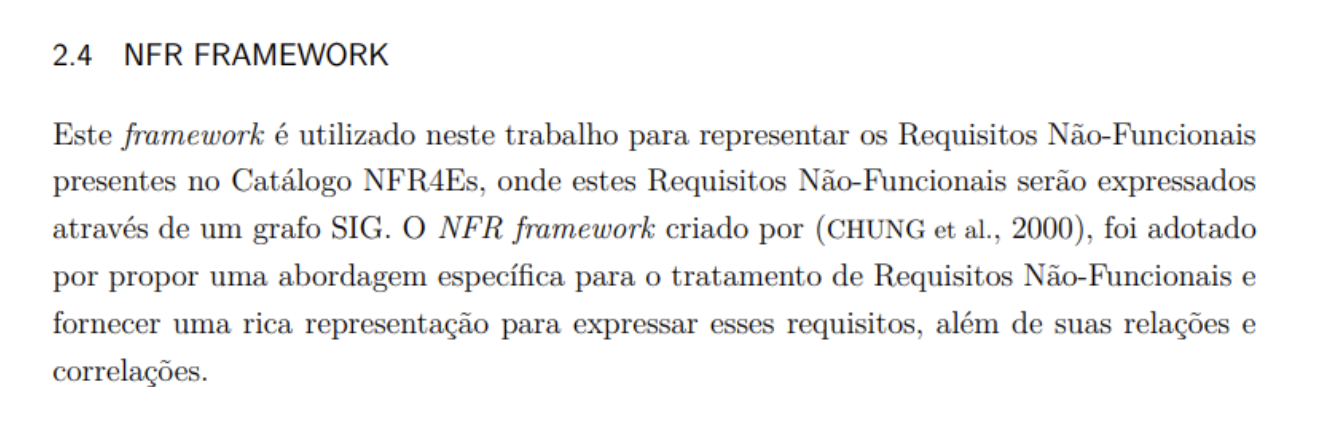 2.4 NFR FRAMEWORK
Este framework é utilizado neste trabalho para representar os Requisitos Não-Funcionais
presentes no Catálogo NFR4Es, onde estes Requisitos Não-Funcionais serão expressados
através de um grafo SIG. O NFR framework criado por (CHUNG et al., 2000), foi adotado
por propor uma abordagem específica para o tratamento de Requisitos Não-Funcionais e
fornecer uma rica representação para expressar esses requisitos, além de suas relações e
correlações.